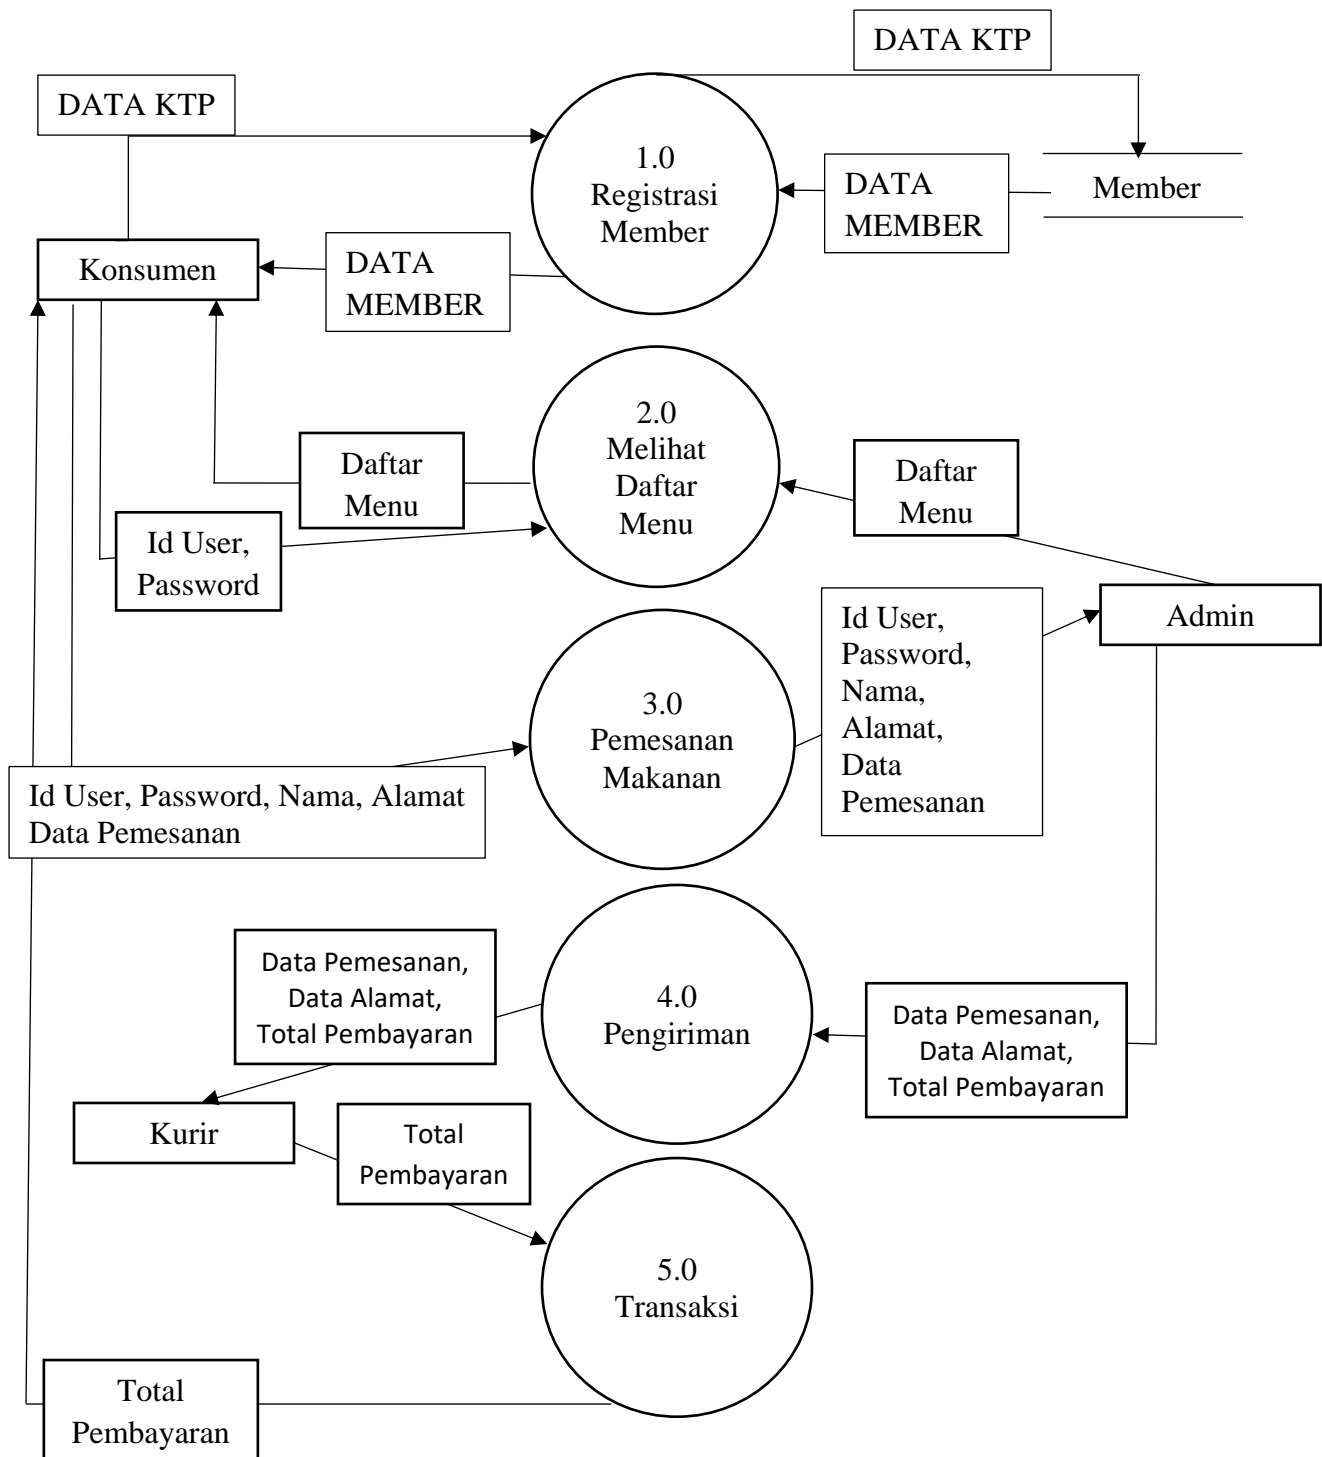 DATA KTP
DATA KTP
1.0
Registrasi
Member
DATA
MEMBER
Member
Konsumen
DATA
MEMBER
2.0
Melihat
Daftar
Menu
Daftar
Menu
Daftar
Menu
Id User,
Password
Admin
Id User,
Password,
Nama,
Alamat,
Data
Pemesanan
3.0
Pemesanan
Makanan
Id User, Password, Nama, Alamat
Data Pemesanan
4.0
Pengiriman
Data Pemesanan,
Data Alamat,
Total Pembayaran
Data Pemesanan,
Data Alamat,
Total Pembayaran
Kurir
Total
Pembayaran
5.0
Transaksi
Total
Pembayaran